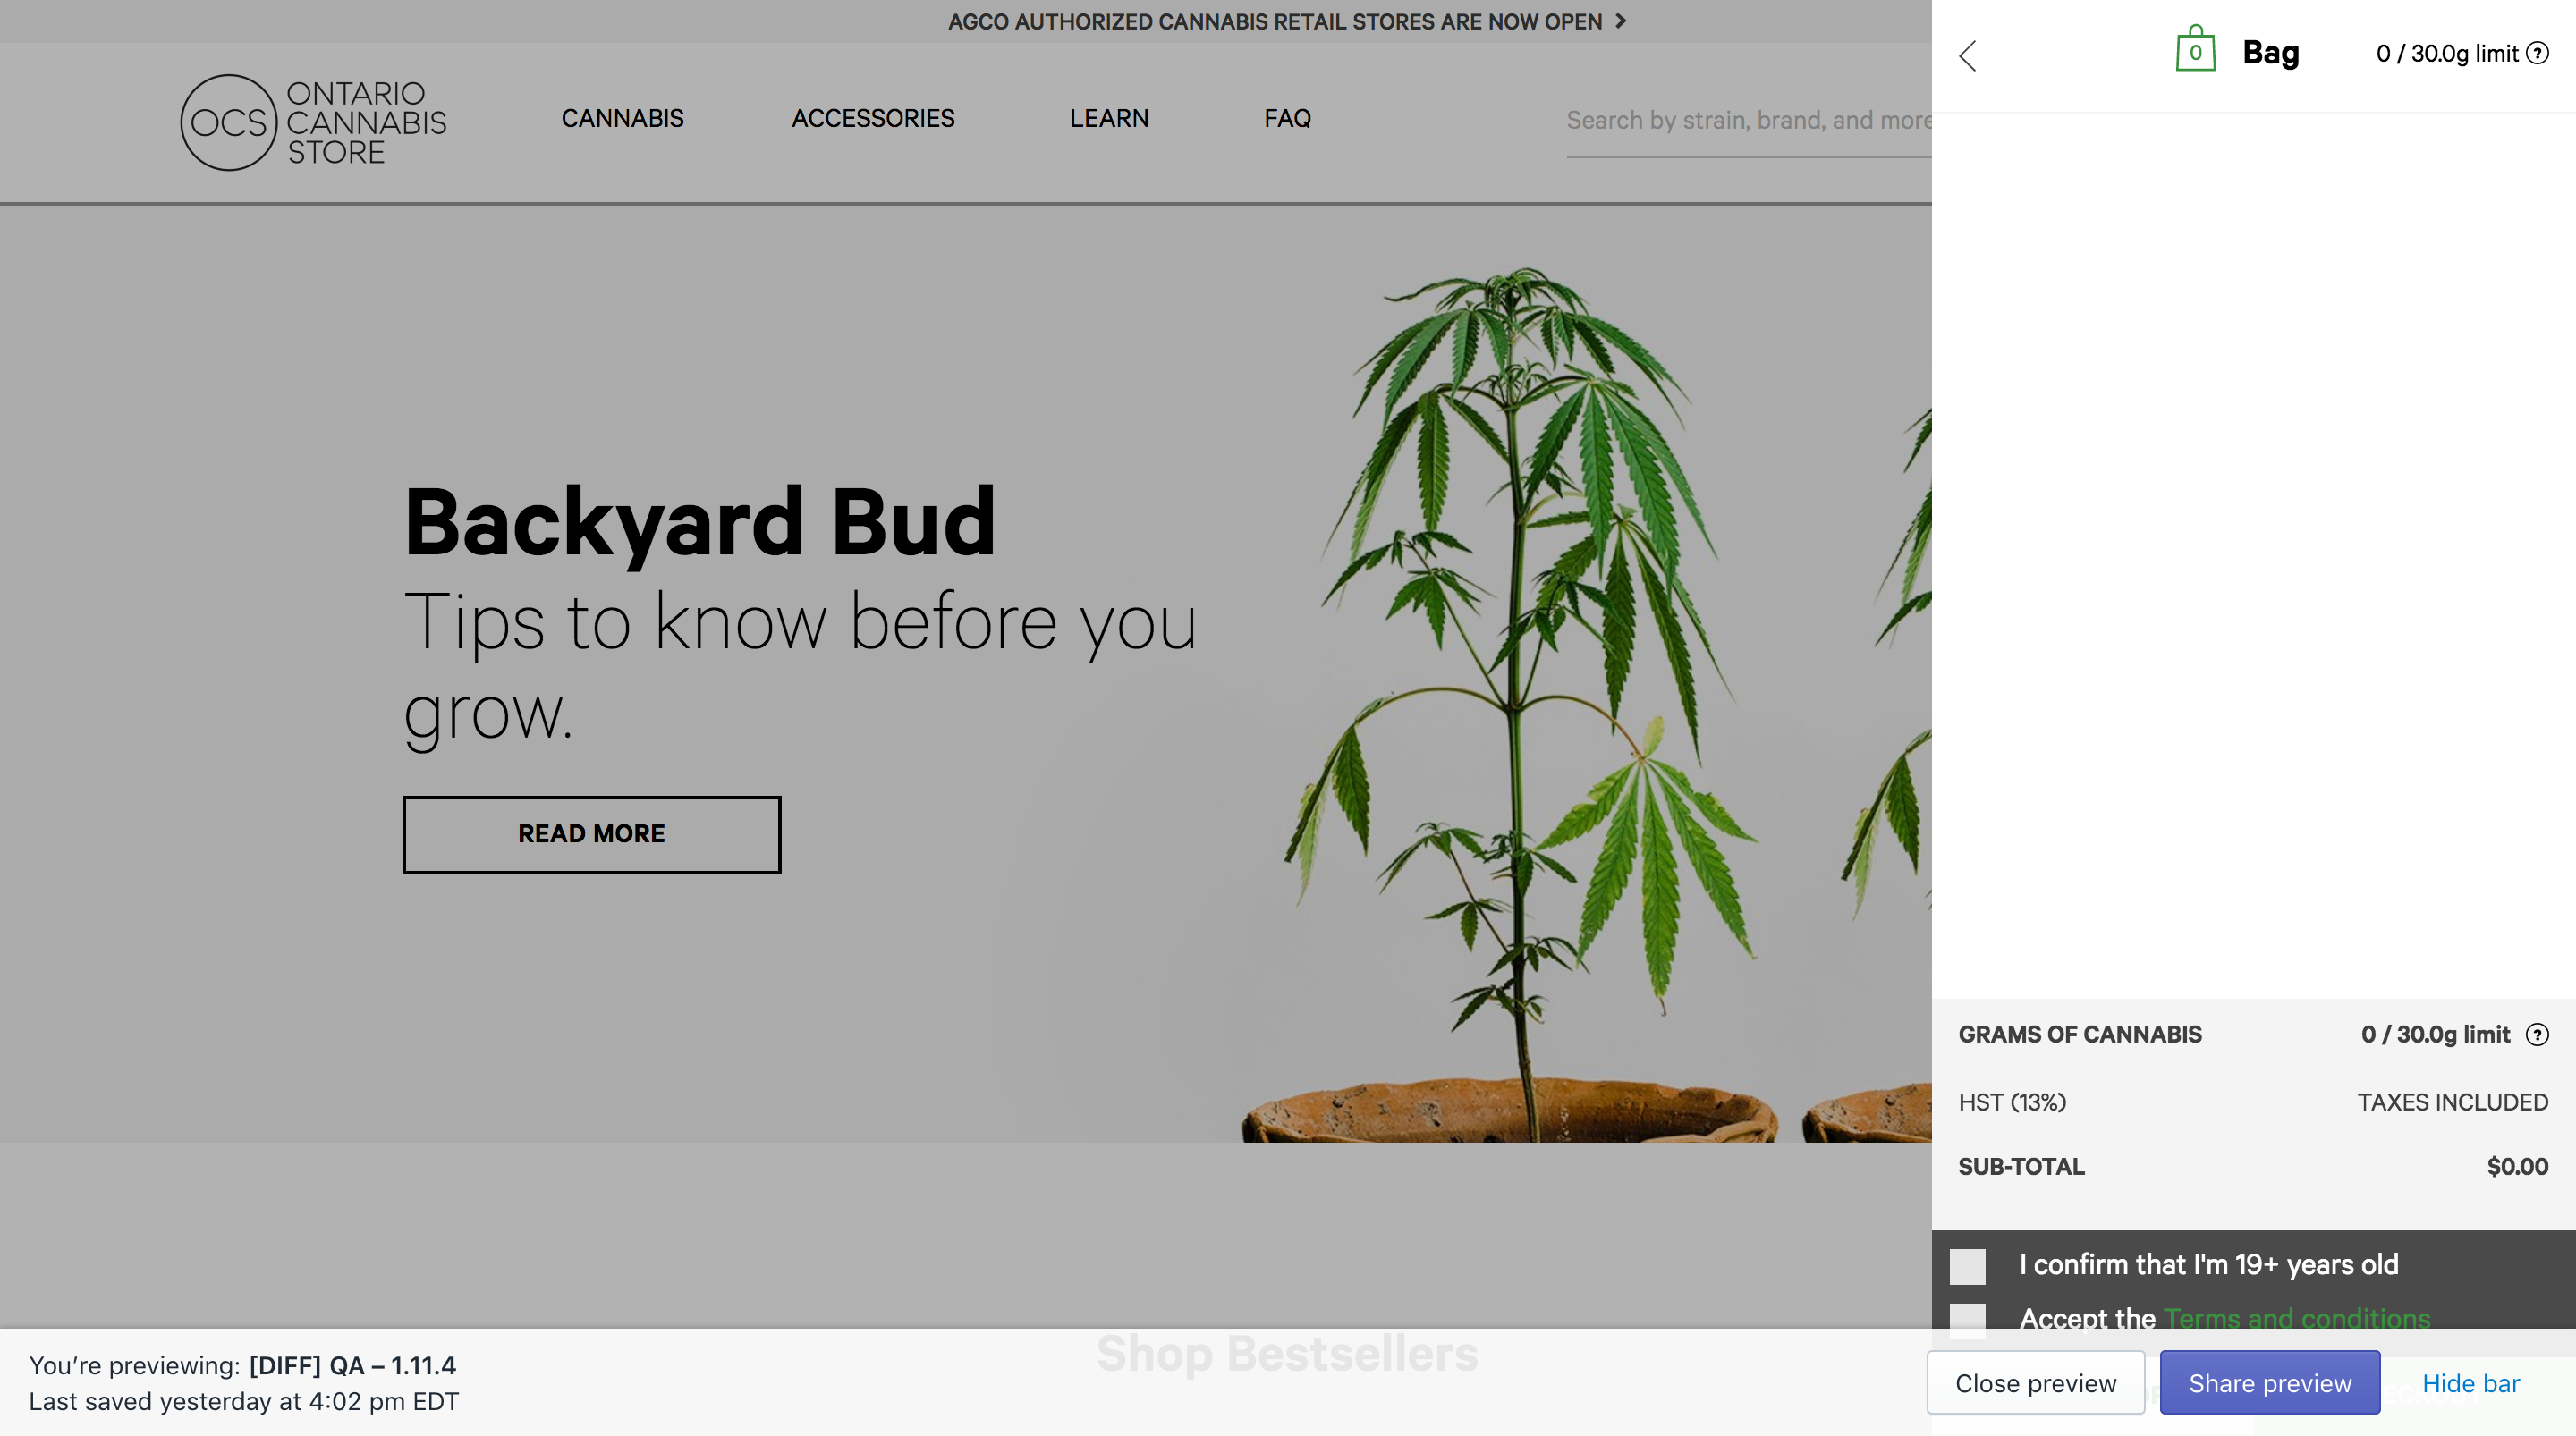 AGCO AUTHORIZED CANNABIS RETAIL STORES ARE NOW OPEN
OCS
ONTARIO
CANNABIS
STORE
CANNABIS
ACCESSORIES
LEARN
FAQ
Search by strain, brand, and more
0
Bag
0 / 30.0g limit ?
Backyard Bud
Tips to know before you
grow.
READ MORE
GRAMS OF CANNABIS
0 / 30.0g limit ?
HST (13%)
TAXES INCLUDED
SUB-TOTAL
$0.00
I confirm that I'm 19+ years old
Accept the Terms and conditions
Shop Bestsellers
You’re previewing: [DIFF] QA – 1.11.4
Last saved yesterday at 4:02 pm EDT
Close preview
Share preview
Hide bar